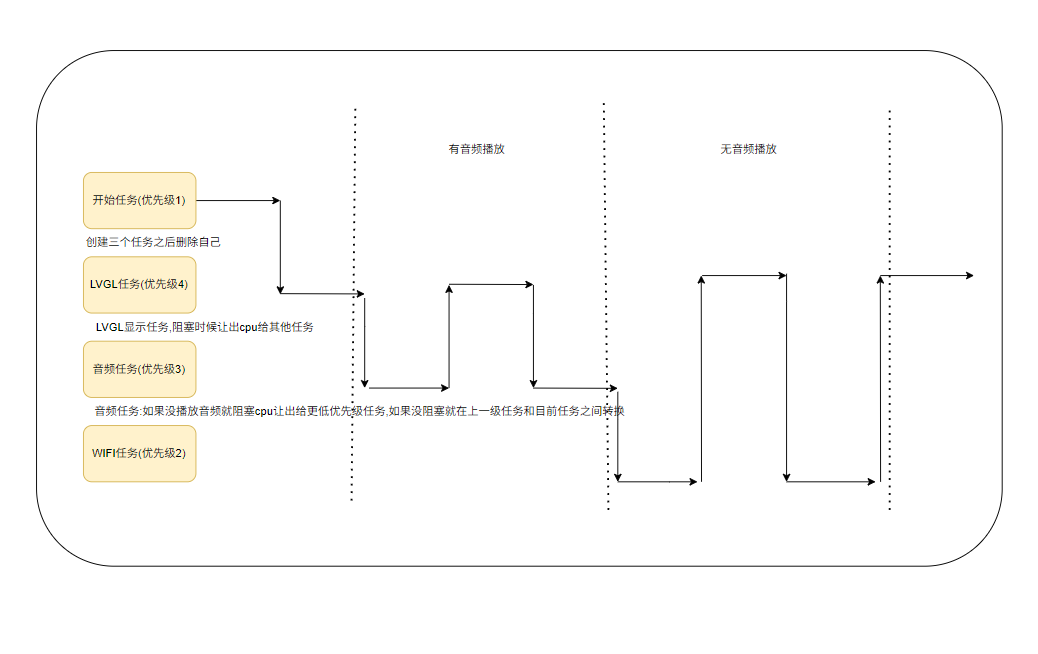 有音频播放
无音频播放
开始任务(优先级1)
创建三个任务之后删除自己
LVGL任务(优先级4)
LVGL显示任务,阻塞时候让出cpu给其他任务
音频任务(优先级3)
音频任务:如果没播放音频就阻塞cpu让出给更低优先级任务,如果没阻塞就在上一级任务和目前任务之间转换
WIFI任务(优先级2)